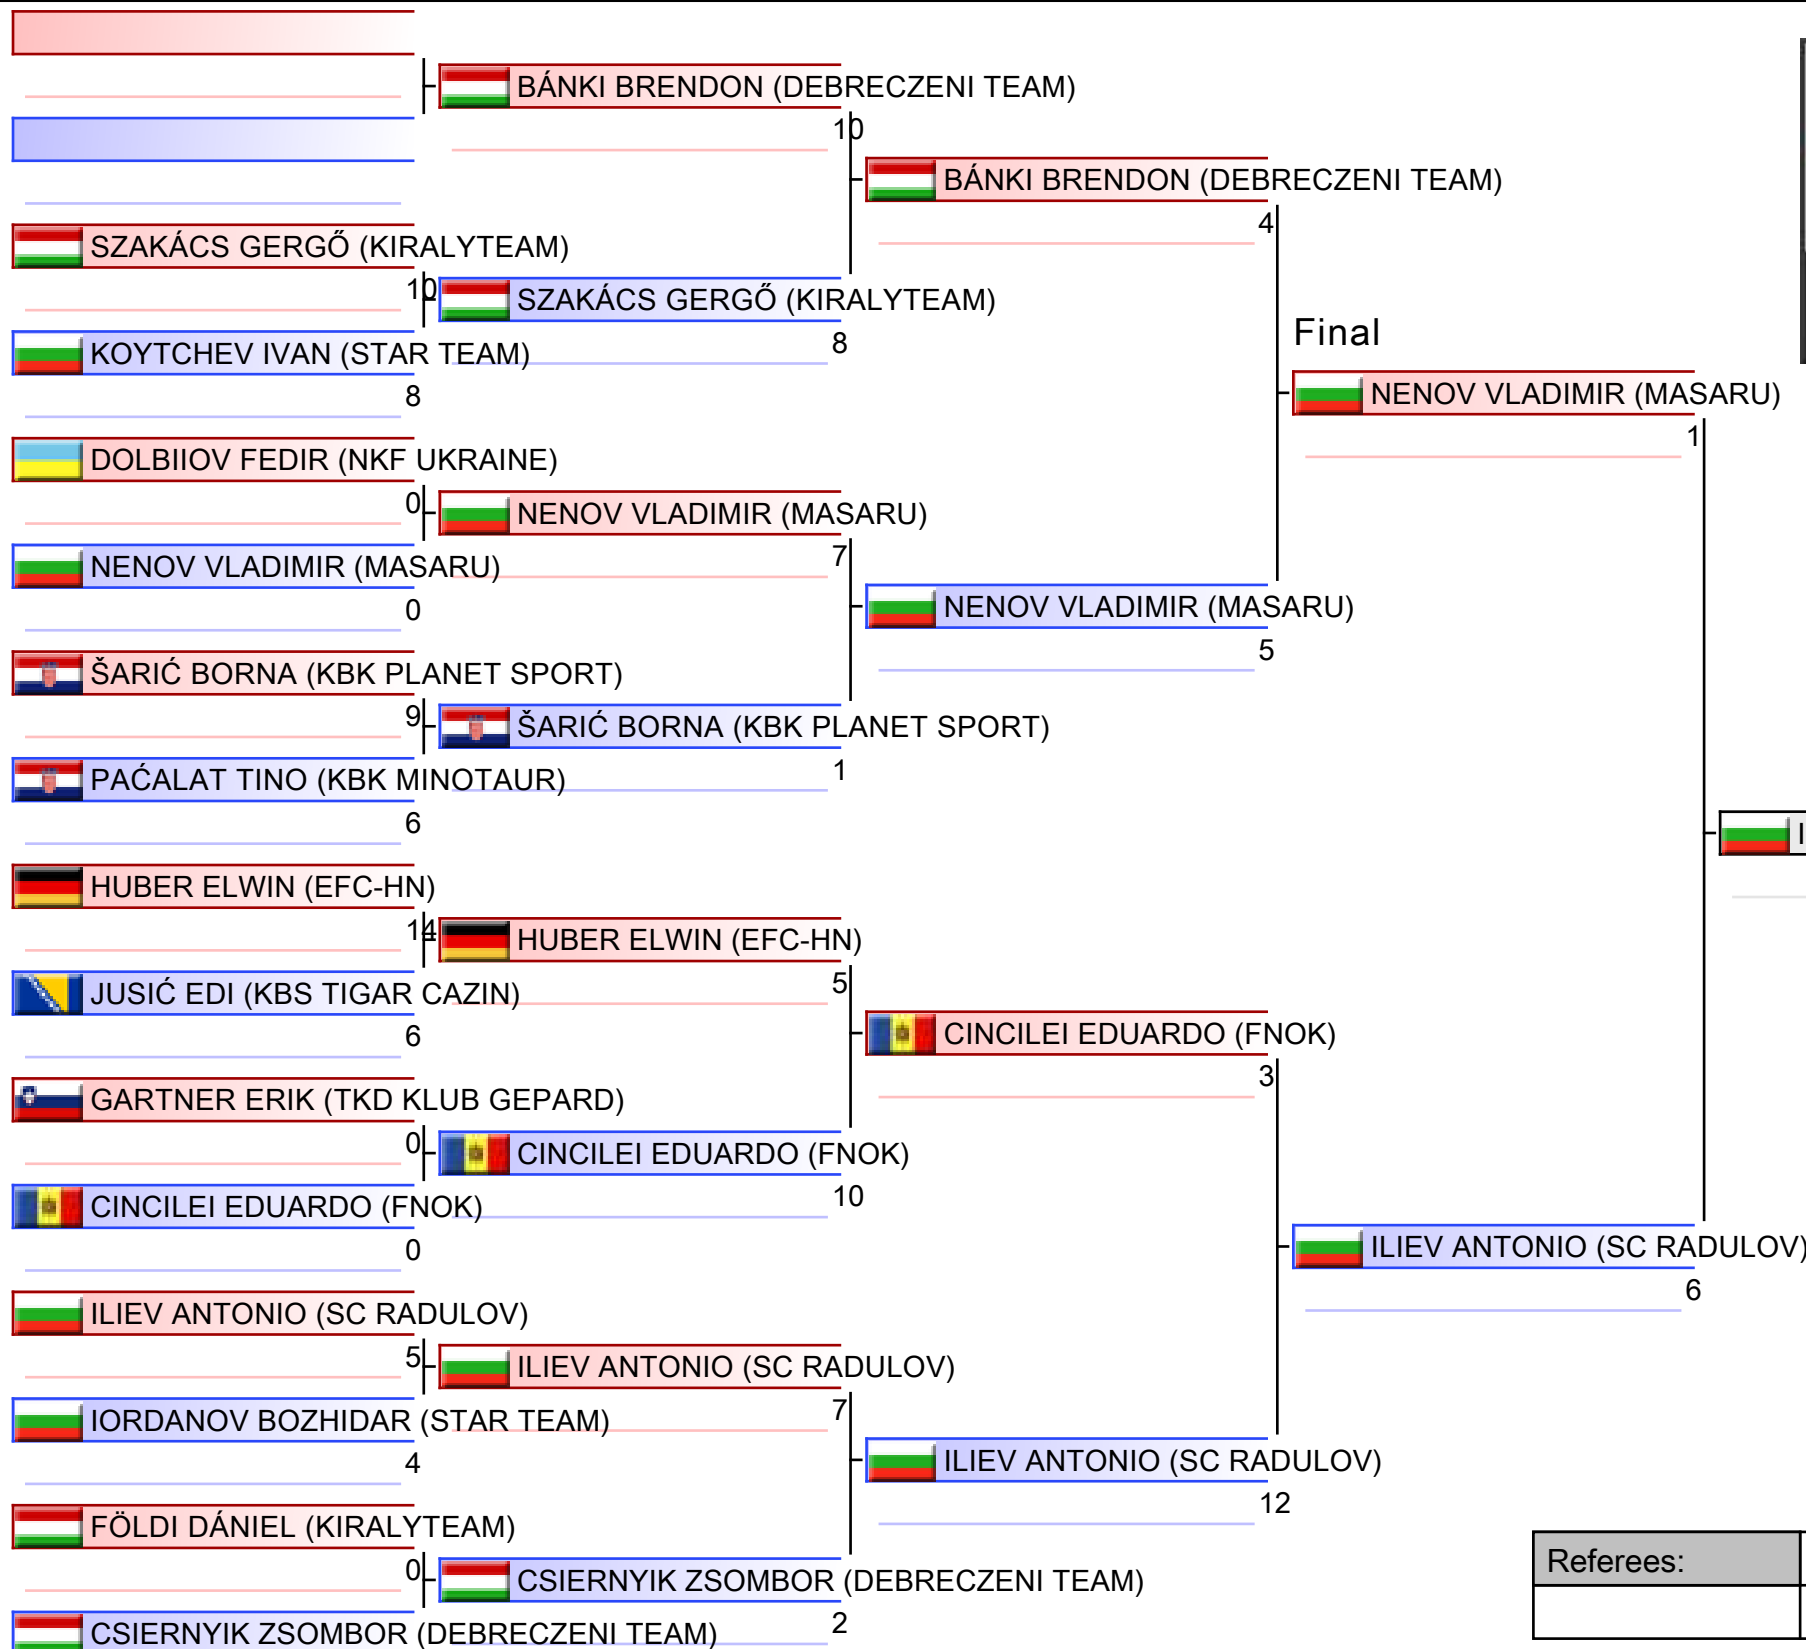 BÁNKI BRENDON (DEBRECZENI TEAM)
10
BÁNKI BRENDON (DEBRECZENI TEAM)
4
SZAKÁCS GERGŐ (KIRALYTEAM)
10
SZAKÁCS GERGŐ (KIRALYTEAM)
8
Final
KOYTCHEV IVAN (STAR TEAM)
8
NENOV VLADIMIR (MASARU)
1
DOLBIIOV FEDIR (NKF UKRAINE)
0
NENOV VLADIMIR (MASARU)
7
NENOV VLADIMIR (MASARU)
0
NENOV VLADIMIR (MASARU)
5
ŠARIĆ BORNA (KBK PLANET SPORT)
9
ŠARIĆ BORNA (KBK PLANET SPORT)
1
PAĆALAT TINO (KBK MINOTAUR)
6
I
HUBER ELWIN (EFC-HN)
14
HUBER ELWIN (EFC-HN)
5
JUSIĆ EDI (KBS TIGAR CAZIN)
6
CINCILEI EDUARDO (FNOK)
3
GARTNER ERIK (TKD KLUB GEPARD)
0
CINCILEI EDUARDO (FNOK)
10
CINCILEI EDUARDO (FNOK)
0
ILIEV ANTONIO (SC RADULOV)
6
ILIEV ANTONIO (SC RADULOV)
5
ILIEV ANTONIO (SC RADULOV)
7
IORDANOV BOZHIDAR (STAR TEAM)
4
ILIEV ANTONIO (SC RADULOV)
12
FÖLDI DÁNIEL (KIRALYTEAM)
0
CSIERNYIK ZSOMBOR (DEBRECZENI TEAM)
2
CSIERNYIK ZSOMBOR (DEBRECZENI TEAM)
Referees: